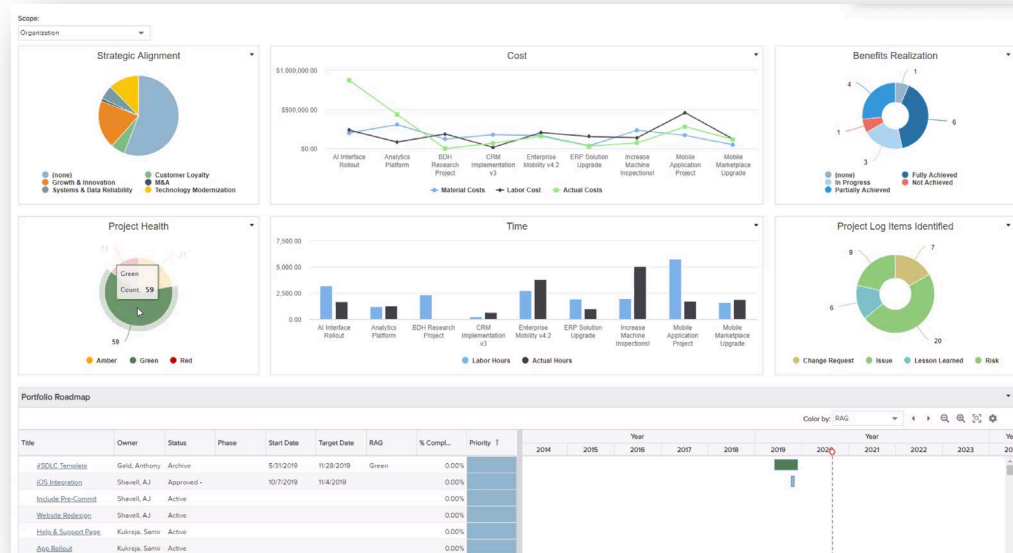 Scope:
Organization
Strategic Alignment
(none)
Customer Loyalty
Growth & Innovation
M&A
Systems & Data Reliability
Technology Modernization
Cost
$1,000,000.00
$500,000.00
$0.00
AI Interface Rollout
Analytics Platform
BDH Research Project
CRM Implementation v3
Enterprise Mobility v4.2
ERP Solution Upgrade
Increase Machine Inspections!
Mobile Application Project
Mobile Marketplace Upgrade
Material Costs
Labor Cost
Actual Costs
Benefits Realization
1
4
6
1
3
(none)
Fully Achieved
In Progress
Not Achieved
Partially Achieved
Project Health
21
Green
Count: 59
59
Amber
Green
Red
Time
7,500.00
5,000.00
2,500.00
0.00
AI Interface Rollout
Analytics Platform
BDH Research Project
CRM Implementation v3
Enterprise Mobility v4.2
ERP Solution Upgrade
Increase Machine Inspections!
Mobile Application Project
Mobile Marketplace Upgrade
Labor Hours
Actual Hours
Project Log Items Identified
9
7
6
20
Change Request
Issue
Lesson Learned
Risk
Portfolio Roadmap
Color by: RAG
Title Owner Status Phase Start Date Target Date RAG % Compl... Priority
Year Year
2014 2015 2016 2017 2018 2019 2020 2021 2022 2023
#SDLC Template Geld, Anthony Archive 5/31/2019 11/28/2019 Green 0.00%
iOS Integration Shavell, AJ Approved - 10/7/2019 11/4/2019 0.00%
Include Pre-Commit Shavell, AJ Active 0.00%
Website Redesign Shavell, AJ Active 0.00%
Help & Support Page Kukreja, Samir Active 0.00%
App Rollout Kukreja, Samir Active 0.00%